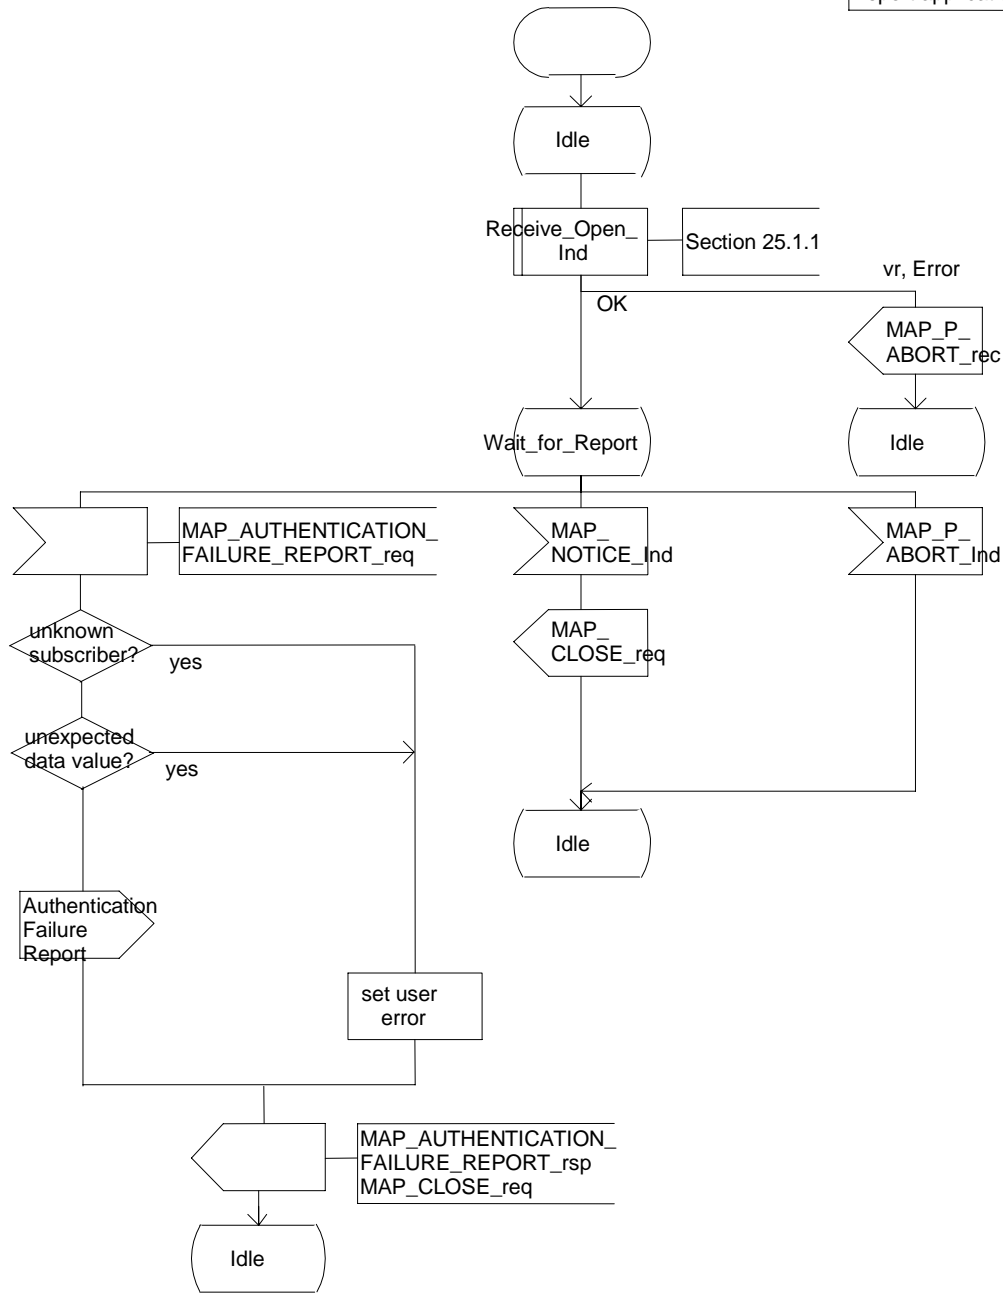 Idle
Receive_Open_
Ind
Section 25.1.1
vr, Error
OK
MAP_P_
ABORT_rec
Wait_for_Report
Idle
MAP_AUTHENTICATION_
FAILURE_REPORT_req
MAP_
NOTICE_Ind
MAP_P_
ABORT_Ind
unknown
subscriber?
yes
MAP_
CLOSE_req
unexpected
data value?
yes
Idle
Authentication
Failure
Report
set user
error
MAP_AUTHENTICATION_
FAILURE_REPORT_rsp
MAP_CLOSE_req
Idle